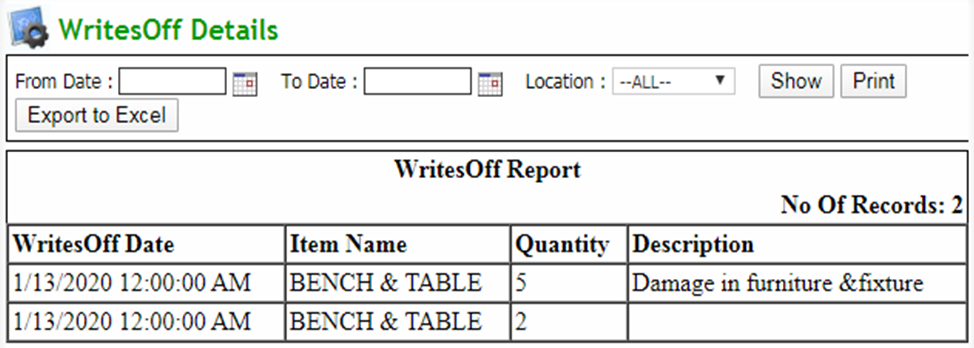 WritesOff Details
From Date : To Date : Location : --ALL-- Show Print
Export to Excel
WritesOff Report
No Of Records: 2
WritesOff Date Item Name Quantity Description
1/13/2020 12:00:00 AM BENCH & TABLE 5 Damage in furniture &fixture
1/13/2020 12:00:00 AM BENCH & TABLE 2